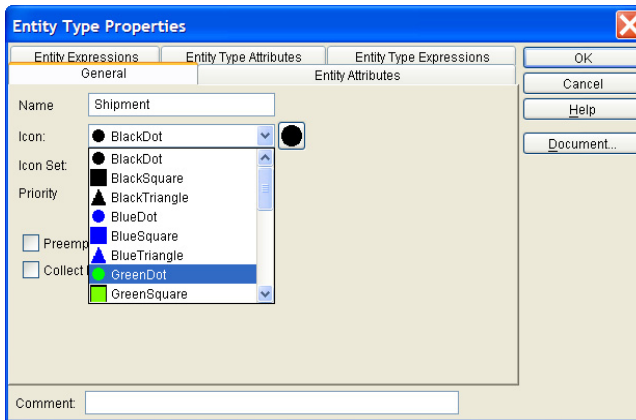 Entity Type Properties
Entity Expressions Entity Type Attributes Entity Type Expressions
General Entity Attributes
Name Shipment
Icon: BlackDot
Icon Set: BlackDot
BlackSquare
Priority BlackTriangle
BlueDot
BlueSquare
Preemp
BlueTriangle
Collect GreenDot
GreenSquare
Comment:
OK
Cancel
Help
Document...